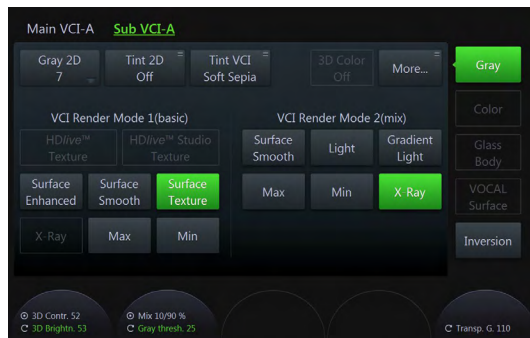 Main VCI-A Sub VCI-A
Gray 2D
7
Tint 2D
Off
Tint VCI
Soft Sepia
3D Color
Off
More...
Gray
VCI Render Mode 1(basic)
HDlive™
Texture
HDlive™ Studio
Texture
Surface
Enhanced
Surface
Smooth
Surface
Texture
X-Ray
Max
Min
VCI Render Mode 2(mix)
Surface
Smooth
Light
Gradient
Light
Max
Min
X-Ray
Color
Glass
Body
VOCAL
Surface
Inversion
3D Contr. 52
3D Brightn. 53
Mix 10/90 %
Gray thresh. 25
Transp. G. 110